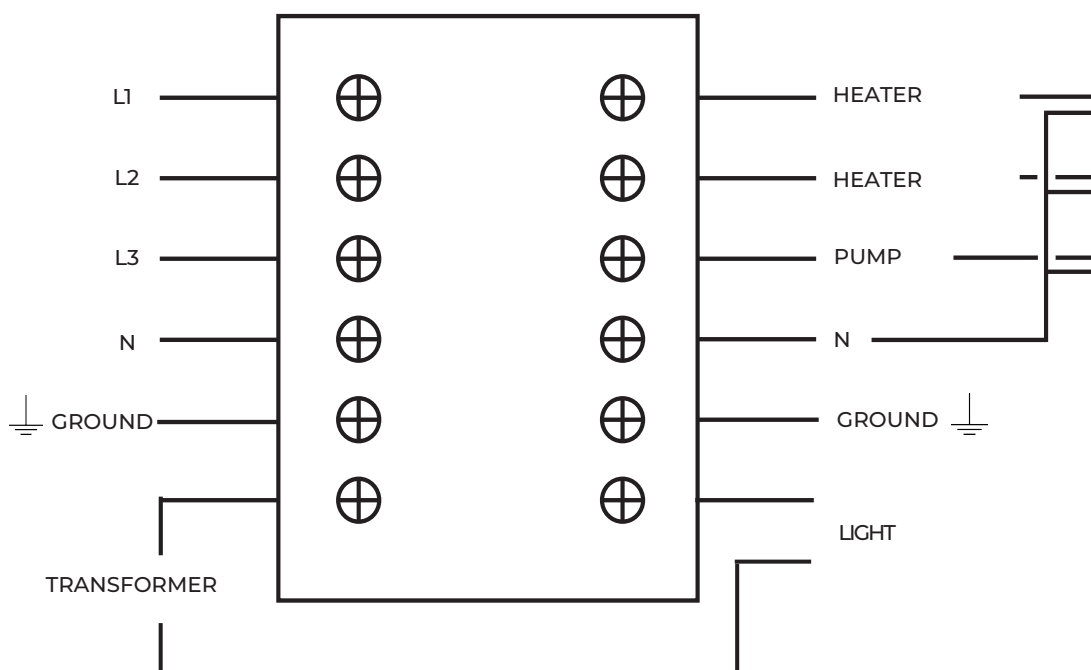 L1
L2
L3
N
GROUND
TRANSFORMER
HEATER
HEATER
PUMP
N
GROUND
LIGHT